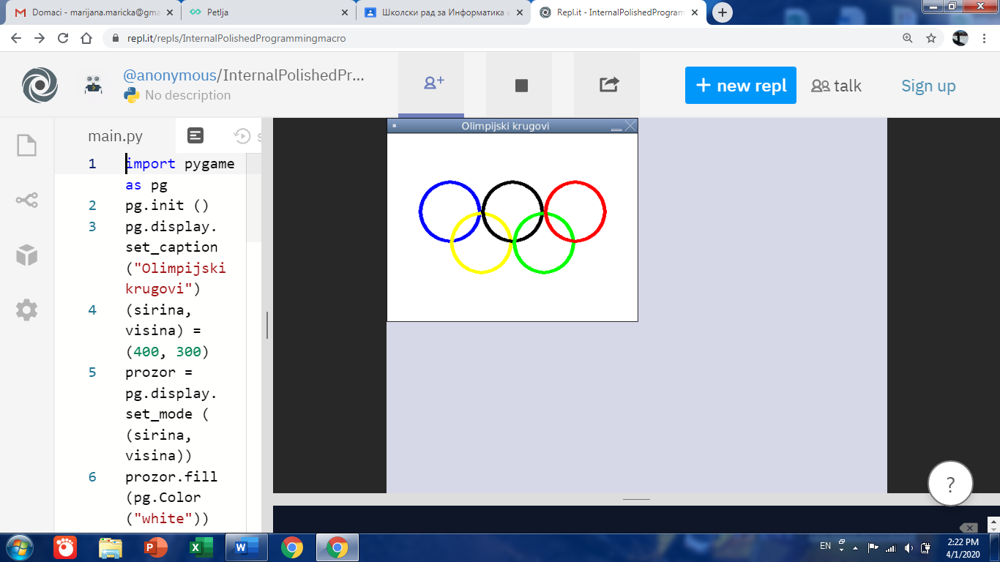 Domaci - marijana.maricka@gma
Petlja
Школски рад за Информатика и
Repl.it - InternalPolishedProgram
repl.it/repls/InternalPolishedProgrammingmacro
@anonymous/InternalPolishedPr...
No description
+ new repl
talk
Sign up
main.py
s
Olimpijski krugovi
1 import pygame
as pg
2 pg.init ()
3 pg.display.
set_caption
("Olimpijski
krugovi")
4 (sirina,
visina) =
(400, 300)
5 prozor =
pg.display.
set_mode (
(sirina,
visina))
6 prozor.fill
(pg.Color
("white"))
?
EN
2:22 PM
4/1/2020